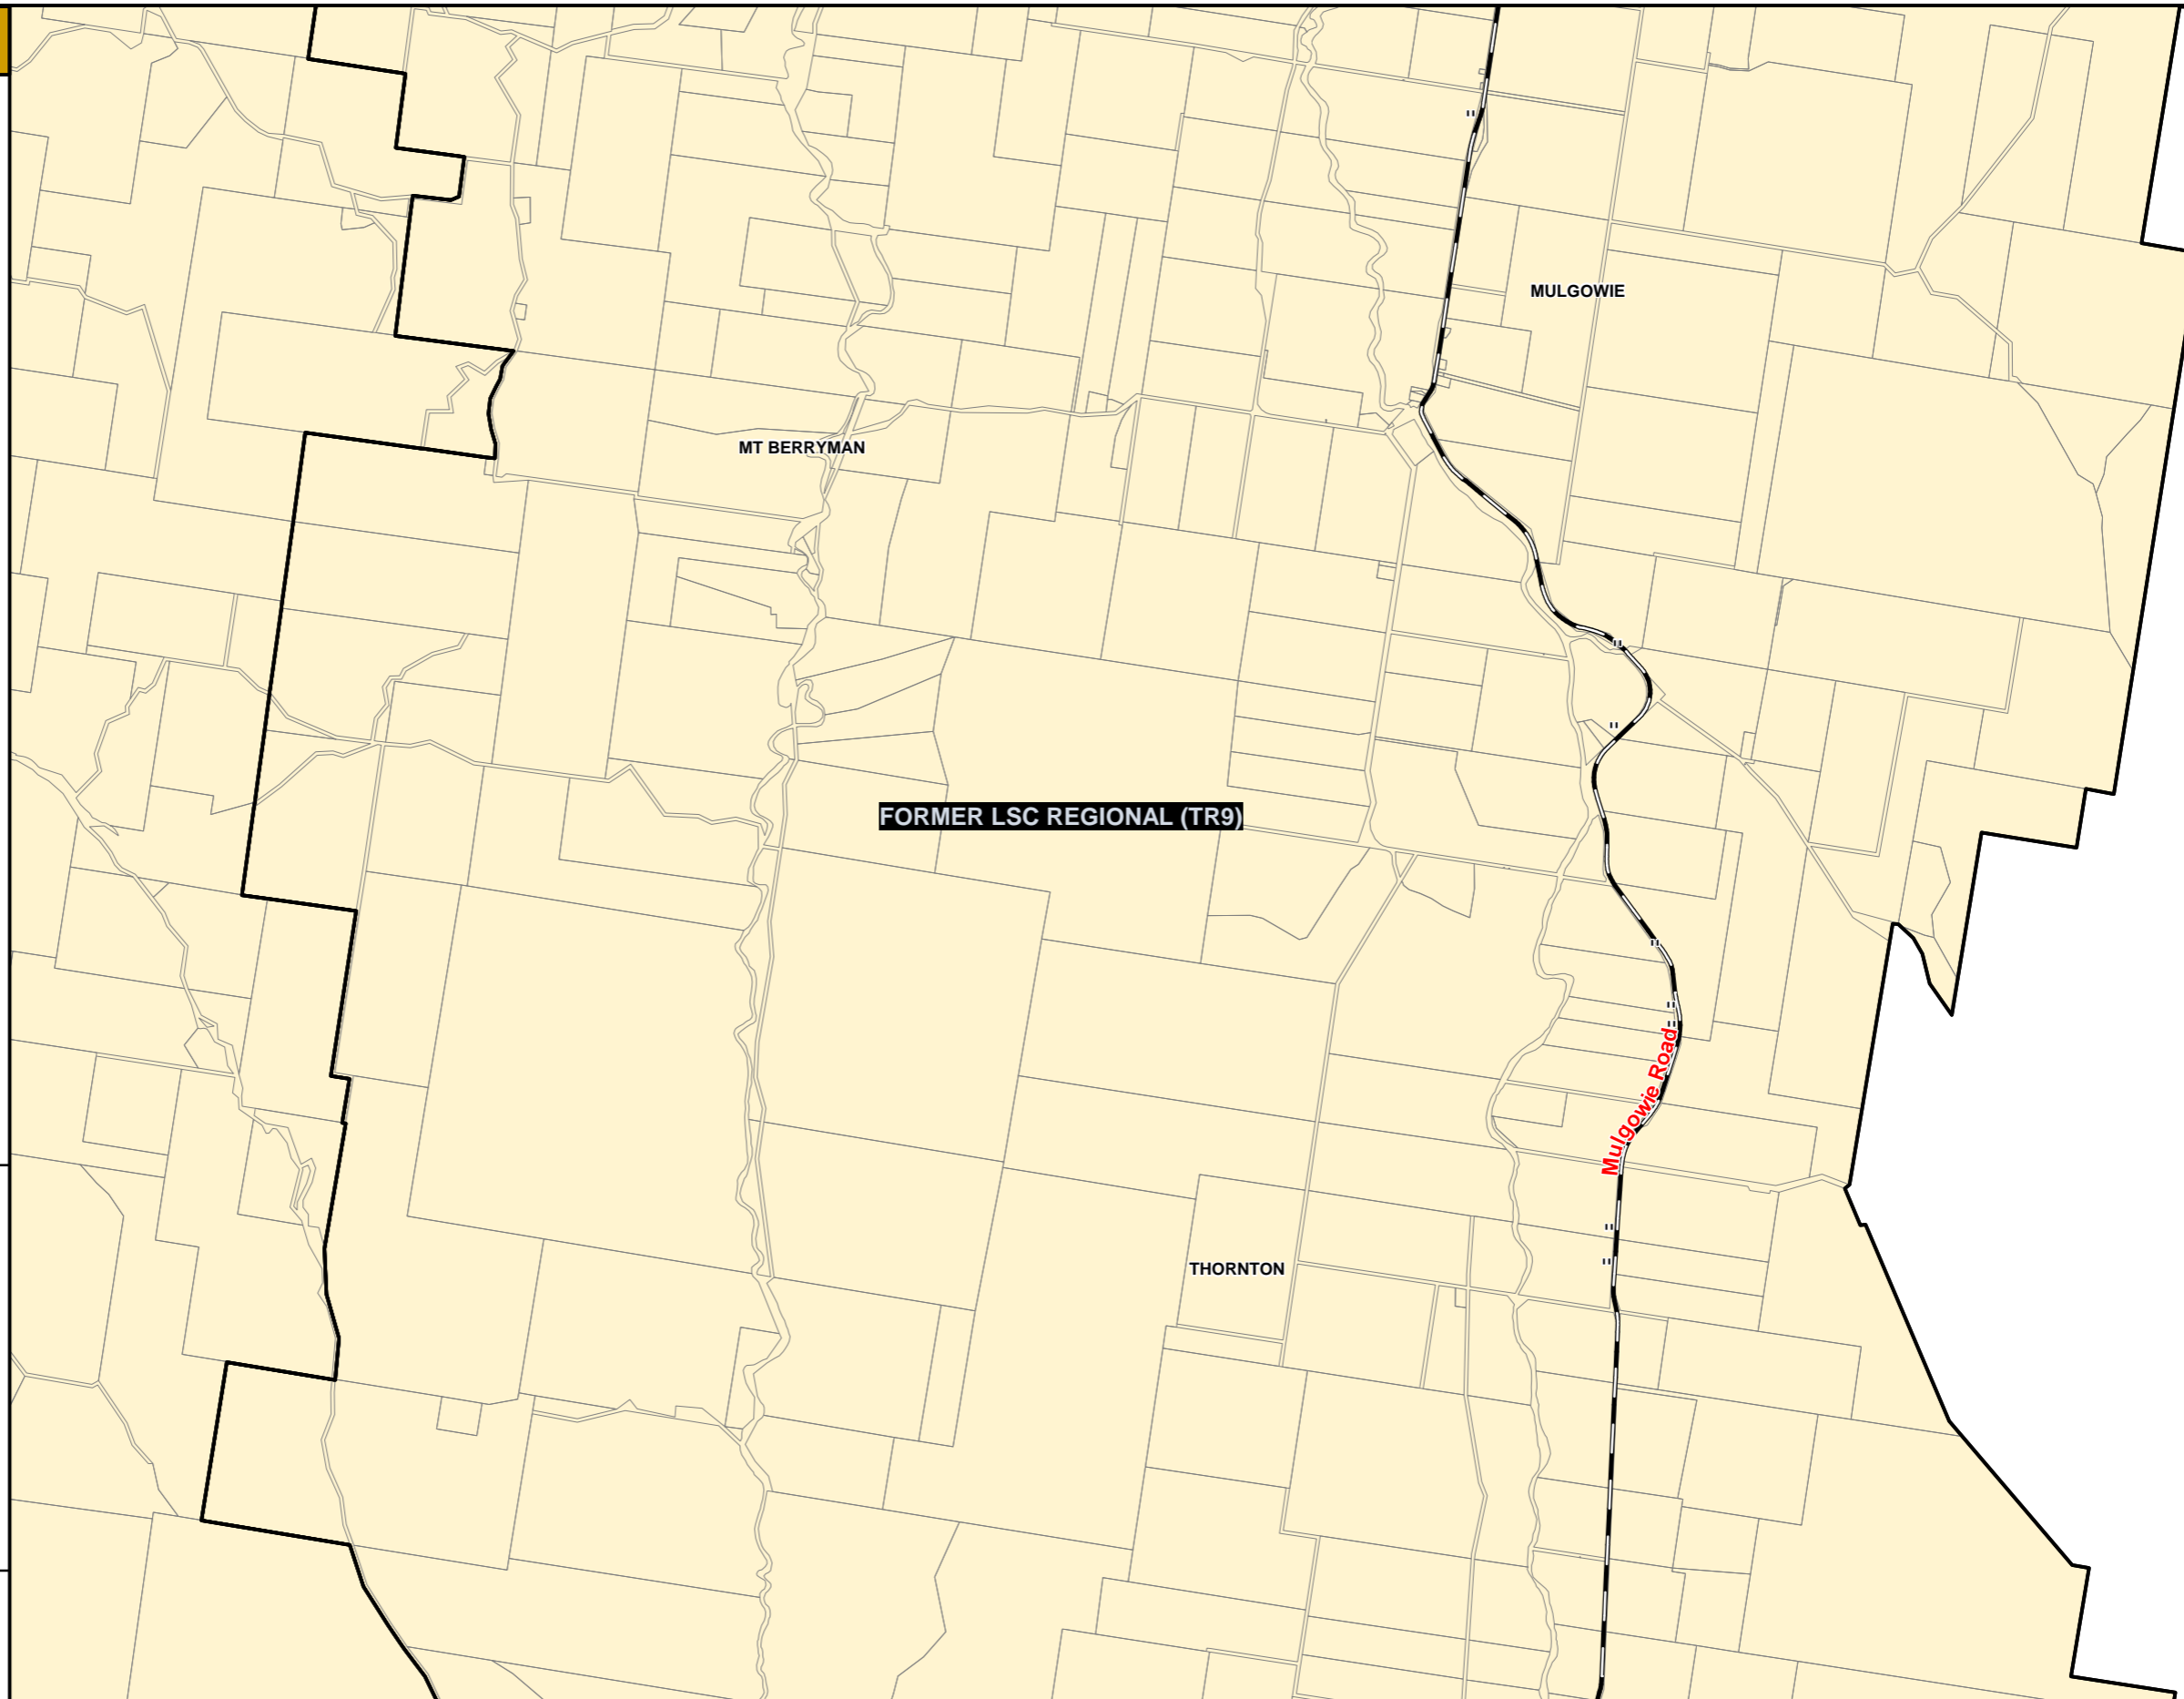 MULGOWIE
MT BERRYMAN
FORMER LSC REGIONAL (TR9)
Mulgowie Road
THORNTON